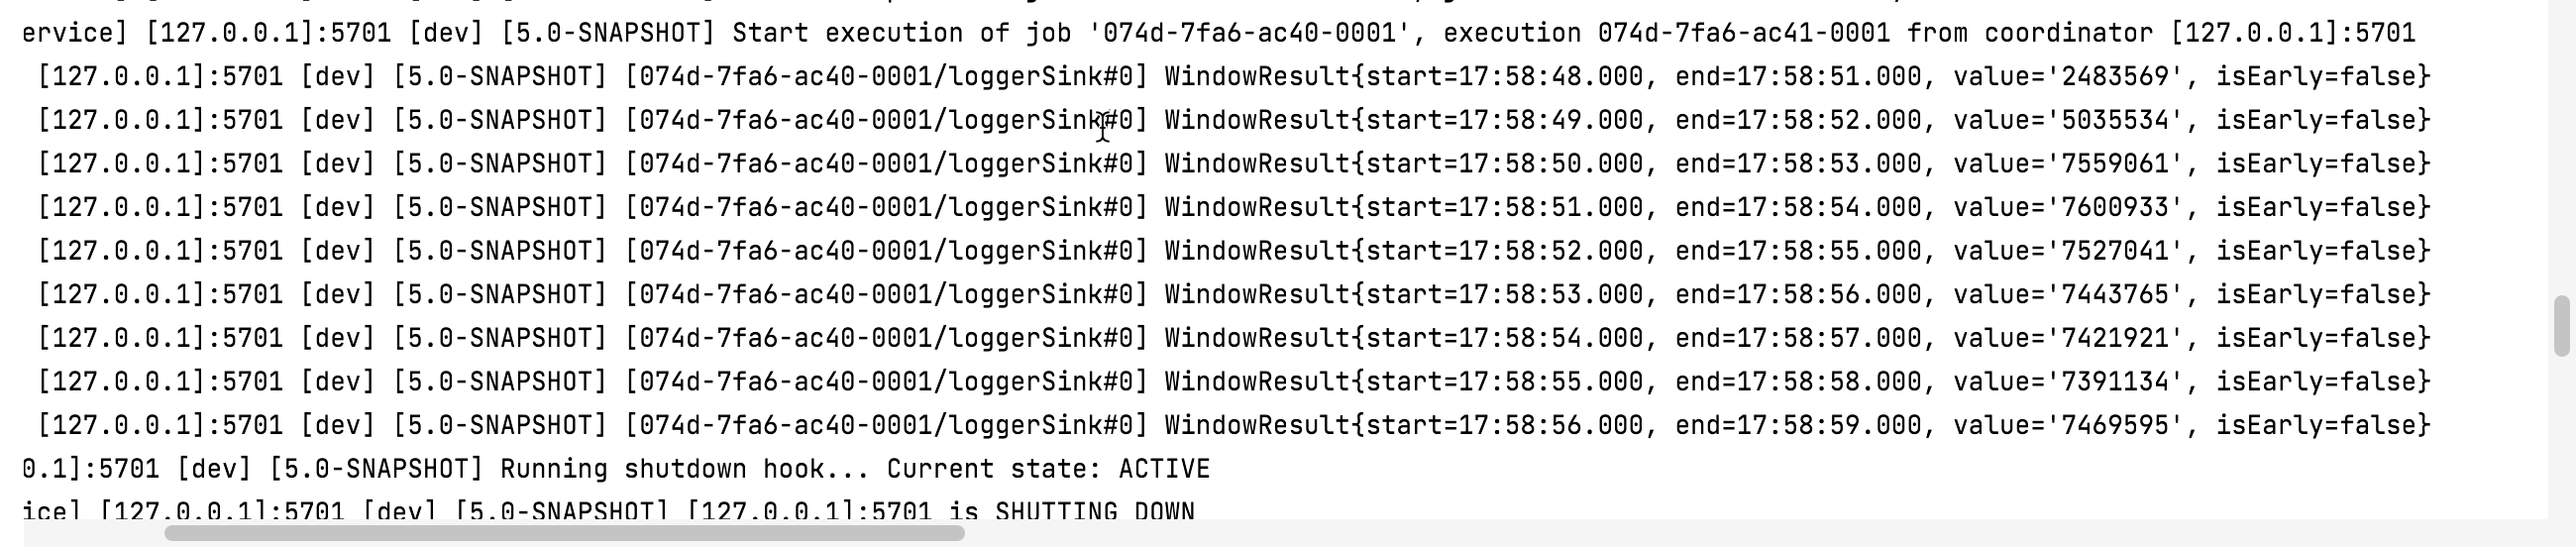 ervice] [127.0.0.1]:5701 [dev] [5.0-SNAPSHOT] Start execution of job '074d-7fa6-ac40-0001', execution 074d-7fa6-ac41-0001 from coordinator [127.0.0.1]:5701
[127.0.0.1]:5701 [dev] [5.0-SNAPSHOT] [074d-7fa6-ac40-0001/loggerSink#0] WindowResult{start=17:58:48.000, end=17:58:51.000, value='2483569', isEarly=false}
[127.0.0.1]:5701 [dev] [5.0-SNAPSHOT] [074d-7fa6-ac40-0001/loggerSink#0] WindowResult{start=17:58:49.000, end=17:58:52.000, value='5035534', isEarly=false}
[127.0.0.1]:5701 [dev] [5.0-SNAPSHOT] [074d-7fa6-ac40-0001/loggerSink#0] WindowResult{start=17:58:50.000, end=17:58:53.000, value='7559061', isEarly=false}
[127.0.0.1]:5701 [dev] [5.0-SNAPSHOT] [074d-7fa6-ac40-0001/loggerSink#0] WindowResult{start=17:58:51.000, end=17:58:54.000, value='7600933', isEarly=false}
[127.0.0.1]:5701 [dev] [5.0-SNAPSHOT] [074d-7fa6-ac40-0001/loggerSink#0] WindowResult{start=17:58:52.000, end=17:58:55.000, value='7527041', isEarly=false}
[127.0.0.1]:5701 [dev] [5.0-SNAPSHOT] [074d-7fa6-ac40-0001/loggerSink#0] WindowResult{start=17:58:53.000, end=17:58:56.000, value='7443765', isEarly=false}
[127.0.0.1]:5701 [dev] [5.0-SNAPSHOT] [074d-7fa6-ac40-0001/loggerSink#0] WindowResult{start=17:58:54.000, end=17:58:57.000, value='7421921', isEarly=false}
[127.0.0.1]:5701 [dev] [5.0-SNAPSHOT] [074d-7fa6-ac40-0001/loggerSink#0] WindowResult{start=17:58:55.000, end=17:58:58.000, value='7391134', isEarly=false}
[127.0.0.1]:5701 [dev] [5.0-SNAPSHOT] [074d-7fa6-ac40-0001/loggerSink#0] WindowResult{start=17:58:56.000, end=17:58:59.000, value='7469595', isEarly=false}
0.1]:5701 [dev] [5.0-SNAPSHOT] Running shutdown hook... Current state: ACTIVE
ice] [127.0.0.1]:5701 [dev] [5.0-SNAPSHOT] [127.0.0.1]:5701 is SHUTTING DOWN